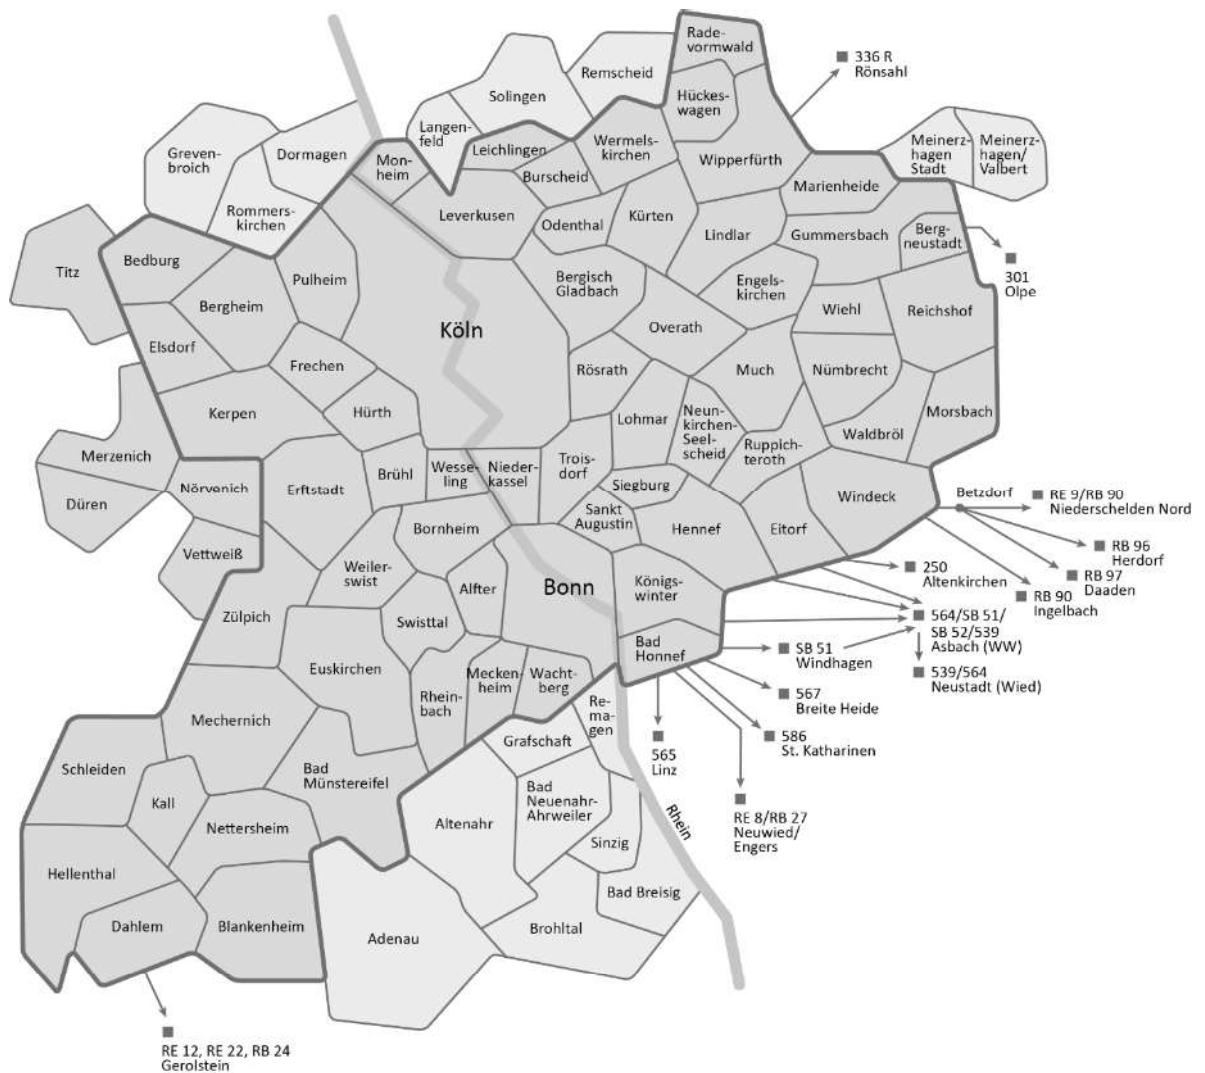 Rade-
vormwald
336 R
Rönsahl
Remscheid
Solingen
Hückes-
wagen
Langen-
feld
Leichlingen
Wermels-
kirchen
Meinerz-
hagen
Stadt
Meinerz-
hagen/
Valbert
Greven-
broich
Dormagen
Mon-
heim
Burscheid
Wipperfürth
Marienheide
Rommers-
kirchen
Leverkusen
Odenthal
Kürten
Lindlar
Gummersbach
Berg-
neustadt
Titz
Bedburg
Pulheim
Bergisch
Gladbach
Engels-
kirchen
301
Olpe
Bergheim
Köln
Overath
Wiehl
Reichshof
Elsdorf
Frechen
Rösrath
Much
Nümbrecht
Kerpen
Hürth
Lohmar
Neun-
kirchen-
Seel-
scheid
Morsbach
Waldbröl
Ruppich-
teroth
Merzenich
Nörvenich
Erftstadt
Brühl
Wesse-
ling
Nieder-
kassel
Trois-
dorf
Siegburg
Windeck
Betzdorf
RE 9/RB 90
Niederschelden Nord
Düren
Sankt
Augustin
Bornheim
Hennef
Eitorf
RB 96
Herdorf
Vettweiß
Weiler-
swist
Alfter
Bonn
Königs-
winter
250
Altenkirchen
RB 97
Daaden
RB 90
Ingelbach
Zülpich
Swisttal
564/SB 51/
SB 52/539
Asbach (WW)
Bad
Honnef
SB 51
Windhagen
Euskirchen
Rhein-
bach
Mecken-
heim
Wacht-
berg
539/564
Neustadt (Wied)
Re-
ma-
gen
567
Breite Heide
Mechernich
Grafschaft
565
Linz
586
St. Katharinen
Schleiden
Bad
Münstereifel
Kall
Bad
Neuenahr-
Ahrweiler
Rhein
RE 8/RB 27
Neuwied/
Engers
Nettersheim
Altenahr
Sinzig
Hellenthal
Bad Breisig
Dahlem
Blankenheim
Adenau
Brohltal
RE 12, RE 22, RB 24
Gerolstein